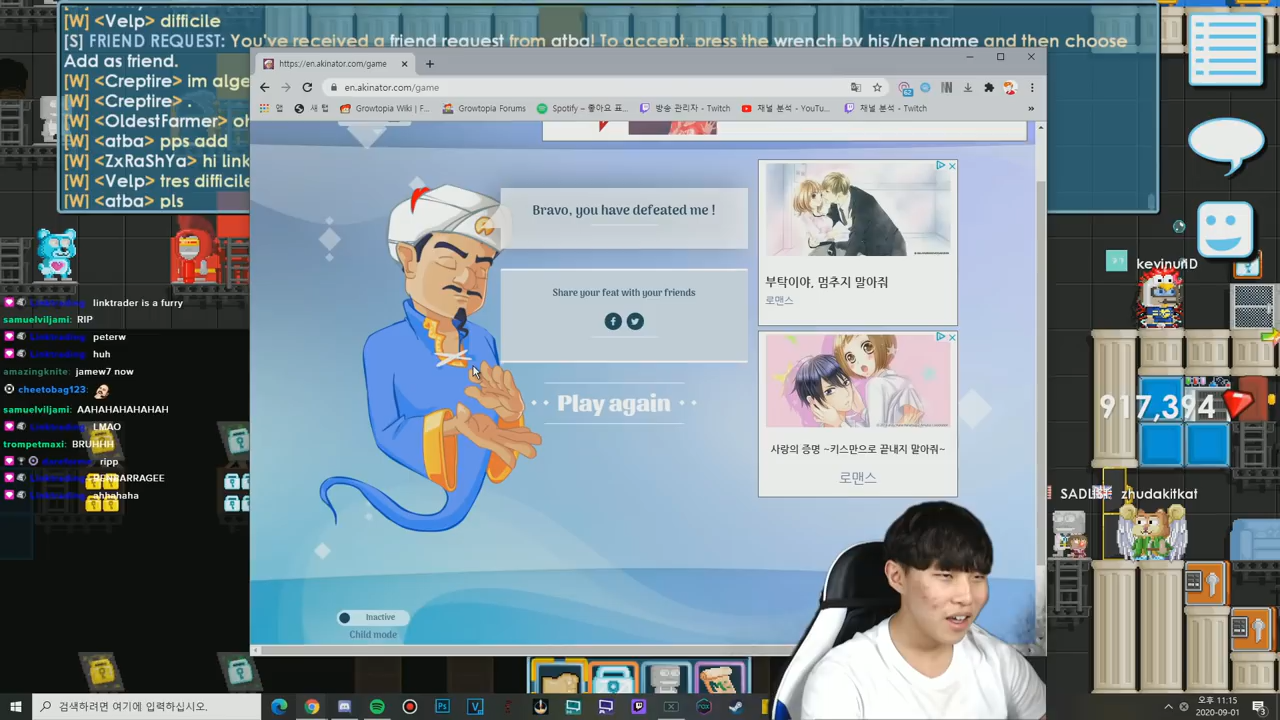 [W] <Velp> difficile
[S] FRIEND REQUEST: You've received a friend request from atba! To accept, press the wrench by his/her name and then choose
Add as friend.
[W] <Creptire> im alge
[W] <Creptire> .
[W] <OldestFarmer> oh
[W] <atba> pps add
[W] <ZxRaShYa> hi link
[W] <Velp> tres difficile
[W] <atba> pls
https://en.akinator.com/game
en.akinator.com/game
62
앱
새 탭
Growtopia Wiki | F...
Growtopia Forums
Spotify – 좋아요 표...
방송 관리자 - Twitch
채널 분석 - YouTu...
채널 분석 - Twitch
»
Bravo, you have defeated me !
Share your feat with your friends
Play again
부탁이야, 멈추지 말아줘
로맨스
사랑의 증명 ~키스만으로 끝내지 말아줘~
로맨스
Inactive
Child mode
linktrader is a furry
samuelviljami: RIP
peterw
huh
amazingknite: jamew7 now
cheetobag123:
samuelviljami: AAHAHAHAHAHAH
LMAO
trompetmaxi: BRUHHH
ripp
PENBARRAGEE
ahhahaha
kevinunD
917,394
zhudakitkat
검색하려면 여기에 입력하십시오.
오후 11:15
2020-09-01
3